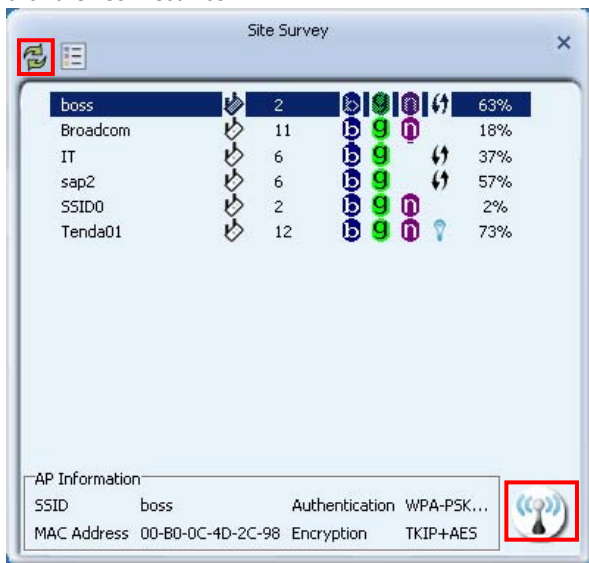 Site Survey
boss 2 b g n 63%
Broadcom 11 b g n 18%
IT 6 b g 37%
sap2 6 b g 57%
SSID0 2 b g n 2%
Tenda01 12 b g n 73%
AP Information
SSID boss Authentication WPA-PSK...
MAC Address 00-B0-0C-4D-2C-98 Encryption TKIP+AES